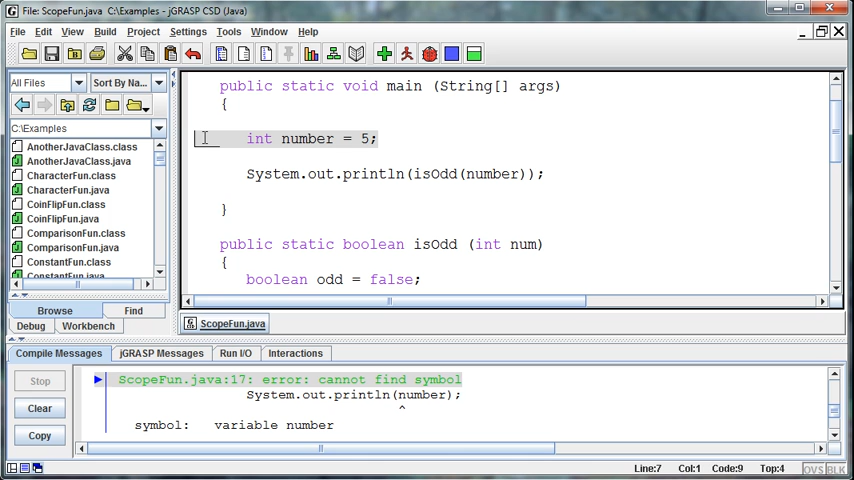 File: ScopeFun.java C:\Examples - jGRASP CSD (Java)
File Edit View Build Project Settings Tools Window Help
All Files Sort By Na...
C:\Examples
AnotherJavaClass.class
AnotherJavaClass.java
CharacterFun.class
CharacterFun.java
CoinFlipFun.class
CoinFlipFun.java
ComparisonFun.class
ComparisonFun.java
ConstantFun.class
ConstantFun.java
Browse Find
Debug Workbench
public static void main (String[] args)
{
int number = 5;
System.out.println(isOdd(number));
}
public static boolean isOdd (int num)
{
boolean odd = false;
ScopeFun.java
Compile Messages jGRASP Messages Run I/O Interactions
Stop
Clear
Copy
ScopeFun.java:17: error: cannot find symbol
System.out.println(number);
^
symbol: variable number
Line:7 Col:1 Code:9 Top:4 OVS BLK